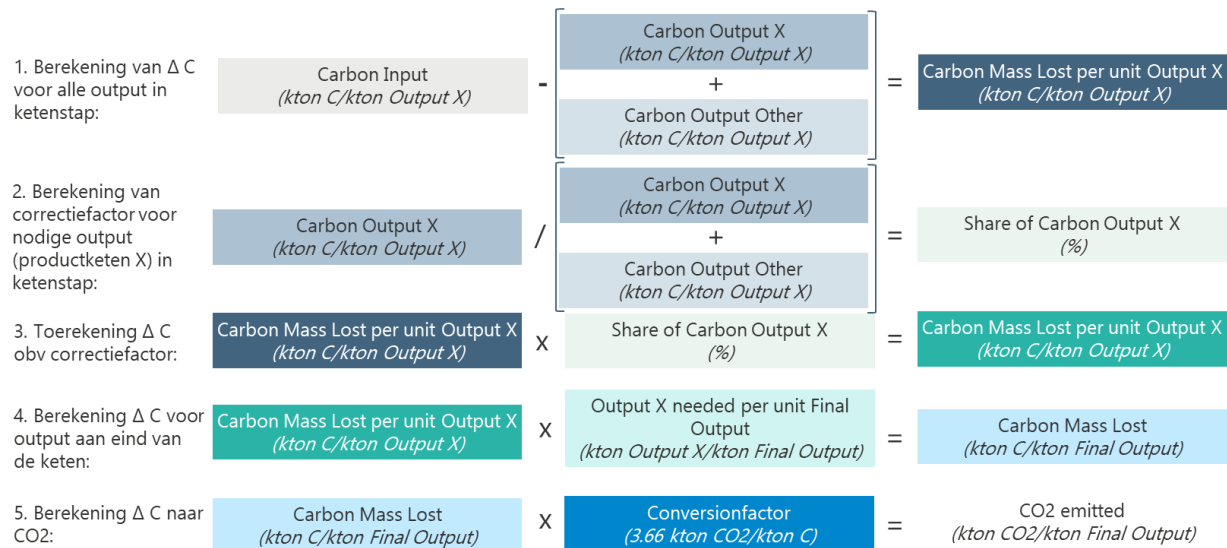 1. Berekening van Δ C
voor alle output in
ketenstap:
Carbon Input
(kton C/kton Output X)
-
Carbon Output X
(kton C/kton Output X)
+
Carbon Output Other
(kton C/kton Output X)
=
Carbon Mass Lost per unit Output X
(kton C/kton Output X)
2. Berekening van
correctiefactor voor
nodige output
(productketen X) in
ketenstap:
Carbon Output X
(kton C/kton Output X)
/
Carbon Output X
(kton C/kton Output X)
+
Carbon Output Other
(kton C/kton Output X)
=
Share of Carbon Output X
(%)
3. Toerekening Δ C
obv correctiefactor:
Carbon Mass Lost per unit Output X
(kton C/kton Output X)
x
Share of Carbon Output X
(%)
=
Carbon Mass Lost per unit Output X
(kton C/kton Output X)
4. Berekening Δ C voor
output aan eind van
de keten:
Carbon Mass Lost per unit Output X
(kton C/kton Output X)
x
Output X needed per unit Final
Output
(kton Output X/kton Final Output)
=
Carbon Mass Lost
(kton C/kton Final Output)
5. Berekening Δ C naar
CO2:
Carbon Mass Lost
(kton C/kton Final Output)
x
Conversionfactor
(3.66 kton CO2/kton C)
=
CO2 emitted
(kton CO2/kton Final Output)